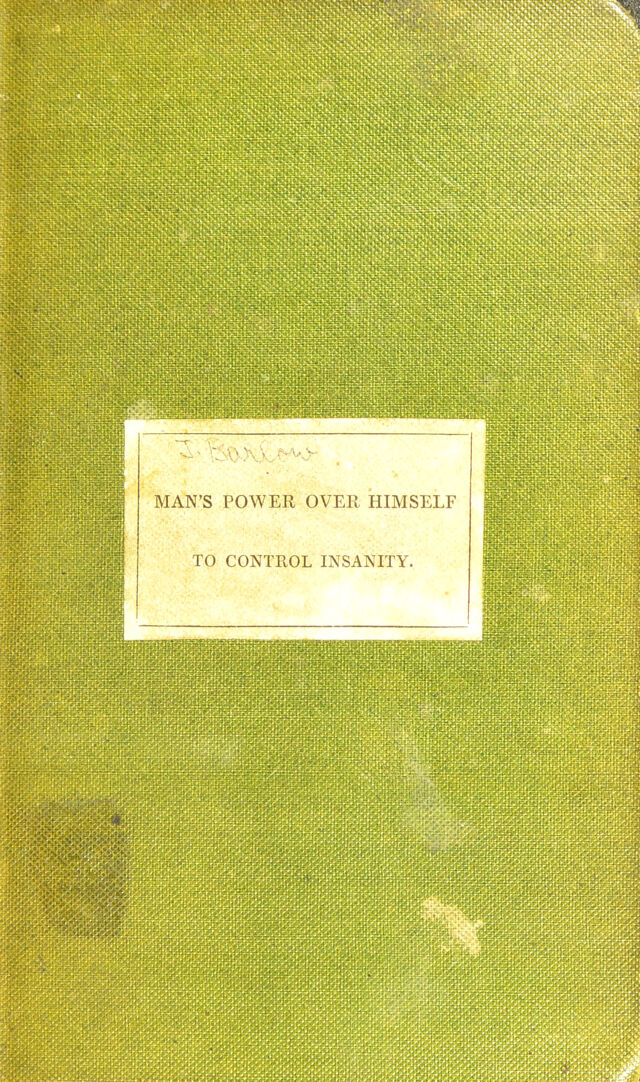 J. Barlow
MAN'S POWER OVER HIMSELF
TO CONTROL INSANITY.